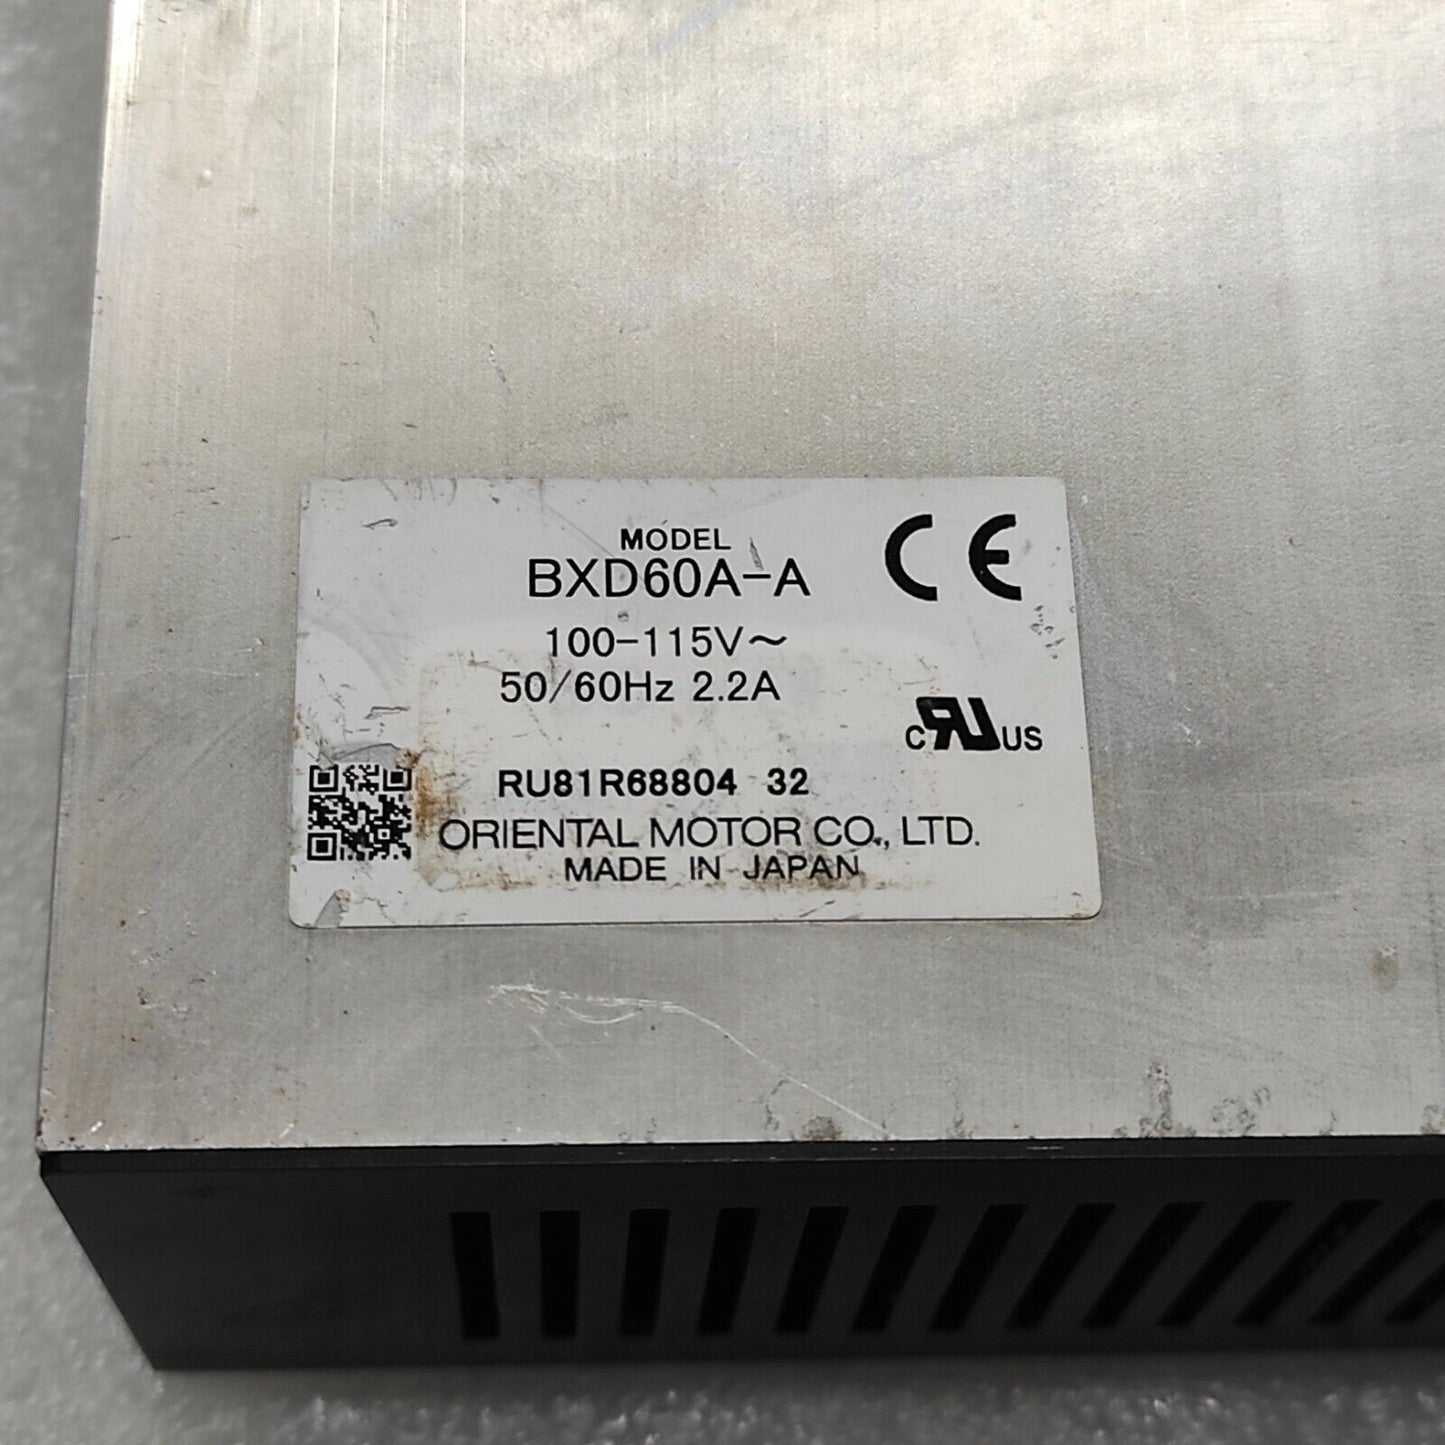 MODEL
BXD60A-A
CE
100-115V~
50/60Hz 2.2A
C RU US
RU81R68804 32
ORIENTAL MOTOR CO., LTD.
MADE IN JAPAN